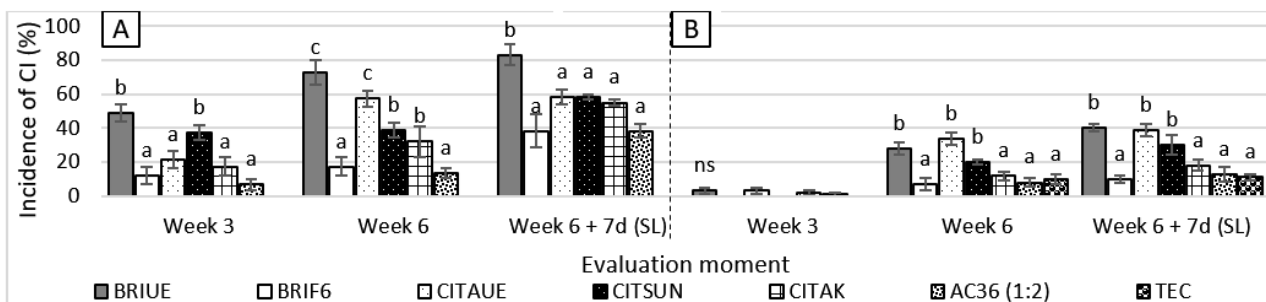 A
B
Incidence of CI (%)
100
80
60
40
20
0
b a a b a a
c a c b b a
b a a a a a
ns
b a b b a a a
b a b b a a a
Week 3 Week 6 Week 6 + 7d (SL) Week 3 Week 6 Week 6 + 7d (SL)
Evaluation moment
BRIUE BRIF6 CITAUE CITSUN CITAK AC36 (1:2) TEC